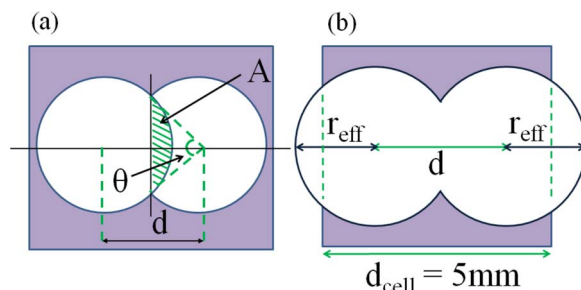 (a)
A
θ
d
(b)
r_eff
r_eff
d
d_cell = 5mm